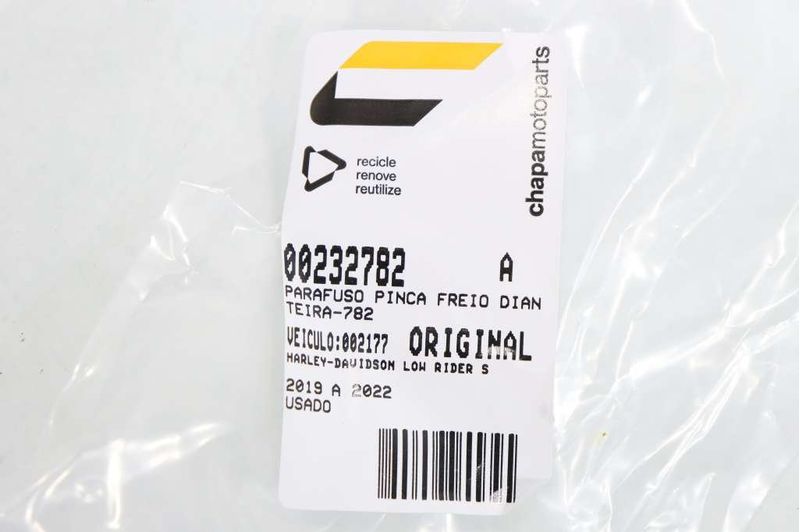 chapamotoparts
recicle
renove
reutilize
00232782 A
PARAFUSO PINCA FREIO DIAN
TEIRA-782
VEICULO:002177 ORIGINAL
HARLEY-DAVIDSON LOW RIDER S
2019 A 2022
USADO